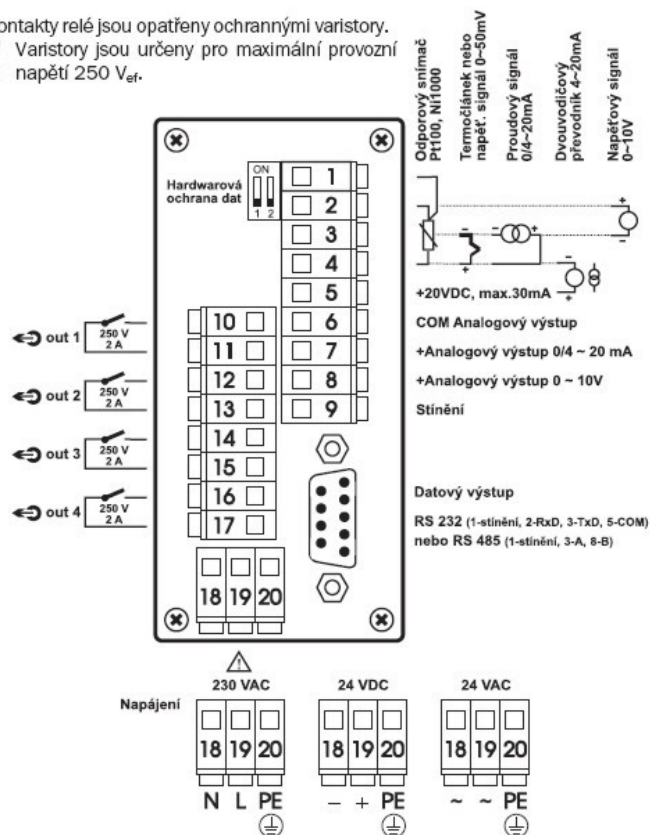 ontakty relé jsou opatřeny ochrannými varistory.
Varistory jsou určeny pro maximální provozní
napětí 250 Vef.
Odporový snímač
Pt100, Ni1000
Termočlánek nebo
napěť. signál 0~50mV
Proudový signál
0/4~20mA
Dvouvodičový
převodník 4~20mA
Napěťový signál
0~10V
Hardwarová
ochrana dat
ON
1 2
1
2
3
4
5
6
7
8
9
+
-
-
+
-
+
-
+
+20VDC, max.30mA
COM Analogový výstup
+Analogový výstup 0/4 ~ 20 mA
+Analogový výstup 0 ~ 10V
Stínění
out 1
250 V
2 A
out 2
250 V
2 A
out 3
250 V
2 A
out 4
250 V
2 A
10
11
12
13
14
15
16
17
Datový výstup
RS 232 (1-stínění, 2-RxD, 3-TxD, 5-COM)
nebo RS 485 (1-stínění, 3-A, 8-B)
18 19 20
Napájení
230 VAC
18 19 20
N L PE
24 VDC
18 19 20
− + PE
24 VAC
18 19 20
~ ~ PE